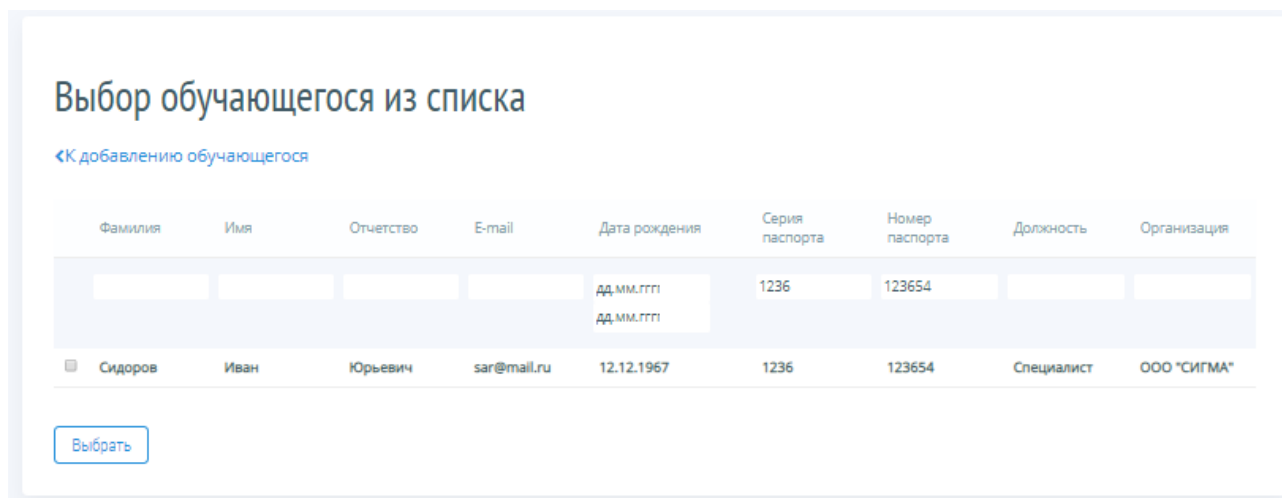 Выбор обучающегося из списка
К добавлению обучающегося
Фамилия Имя Отчетство E-mail Дата рождения Серия паспорта Номер паспорта Должность Организация
дд.мм.гггг 1236 123654
дд.мм.гггг
Сидоров Иван Юрьевич sar@mail.ru 12.12.1967 1236 123654 Специалист ООО "СИГМА"
Выбрать